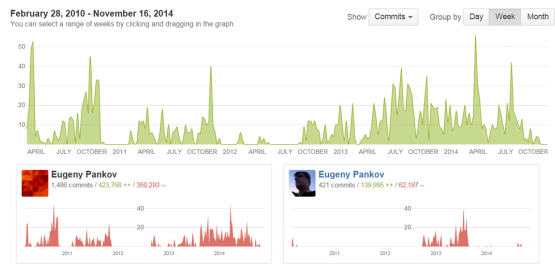 February 28, 2010 - November 16, 2014
Show Commits Group by Day Week Month
You can select a range of weeks by clicking and dragging in the graph.
50
40
30
20
10
APRIL JULY OCTOBER 2011 APRIL JULY OCTOBER 2012 APRIL JULY OCTOBER 2013 APRIL JULY OCTOBER 2014 APRIL JULY OCTOBER
Eugeny Pankov
1,486 commits / 423,768 ++ / 350,293 --
40
20
2011 2012 2013 2014
Eugeny Pankov
421 commits / 139,995 ++ / 62,187 --
40
20
2011 2012 2013 2014